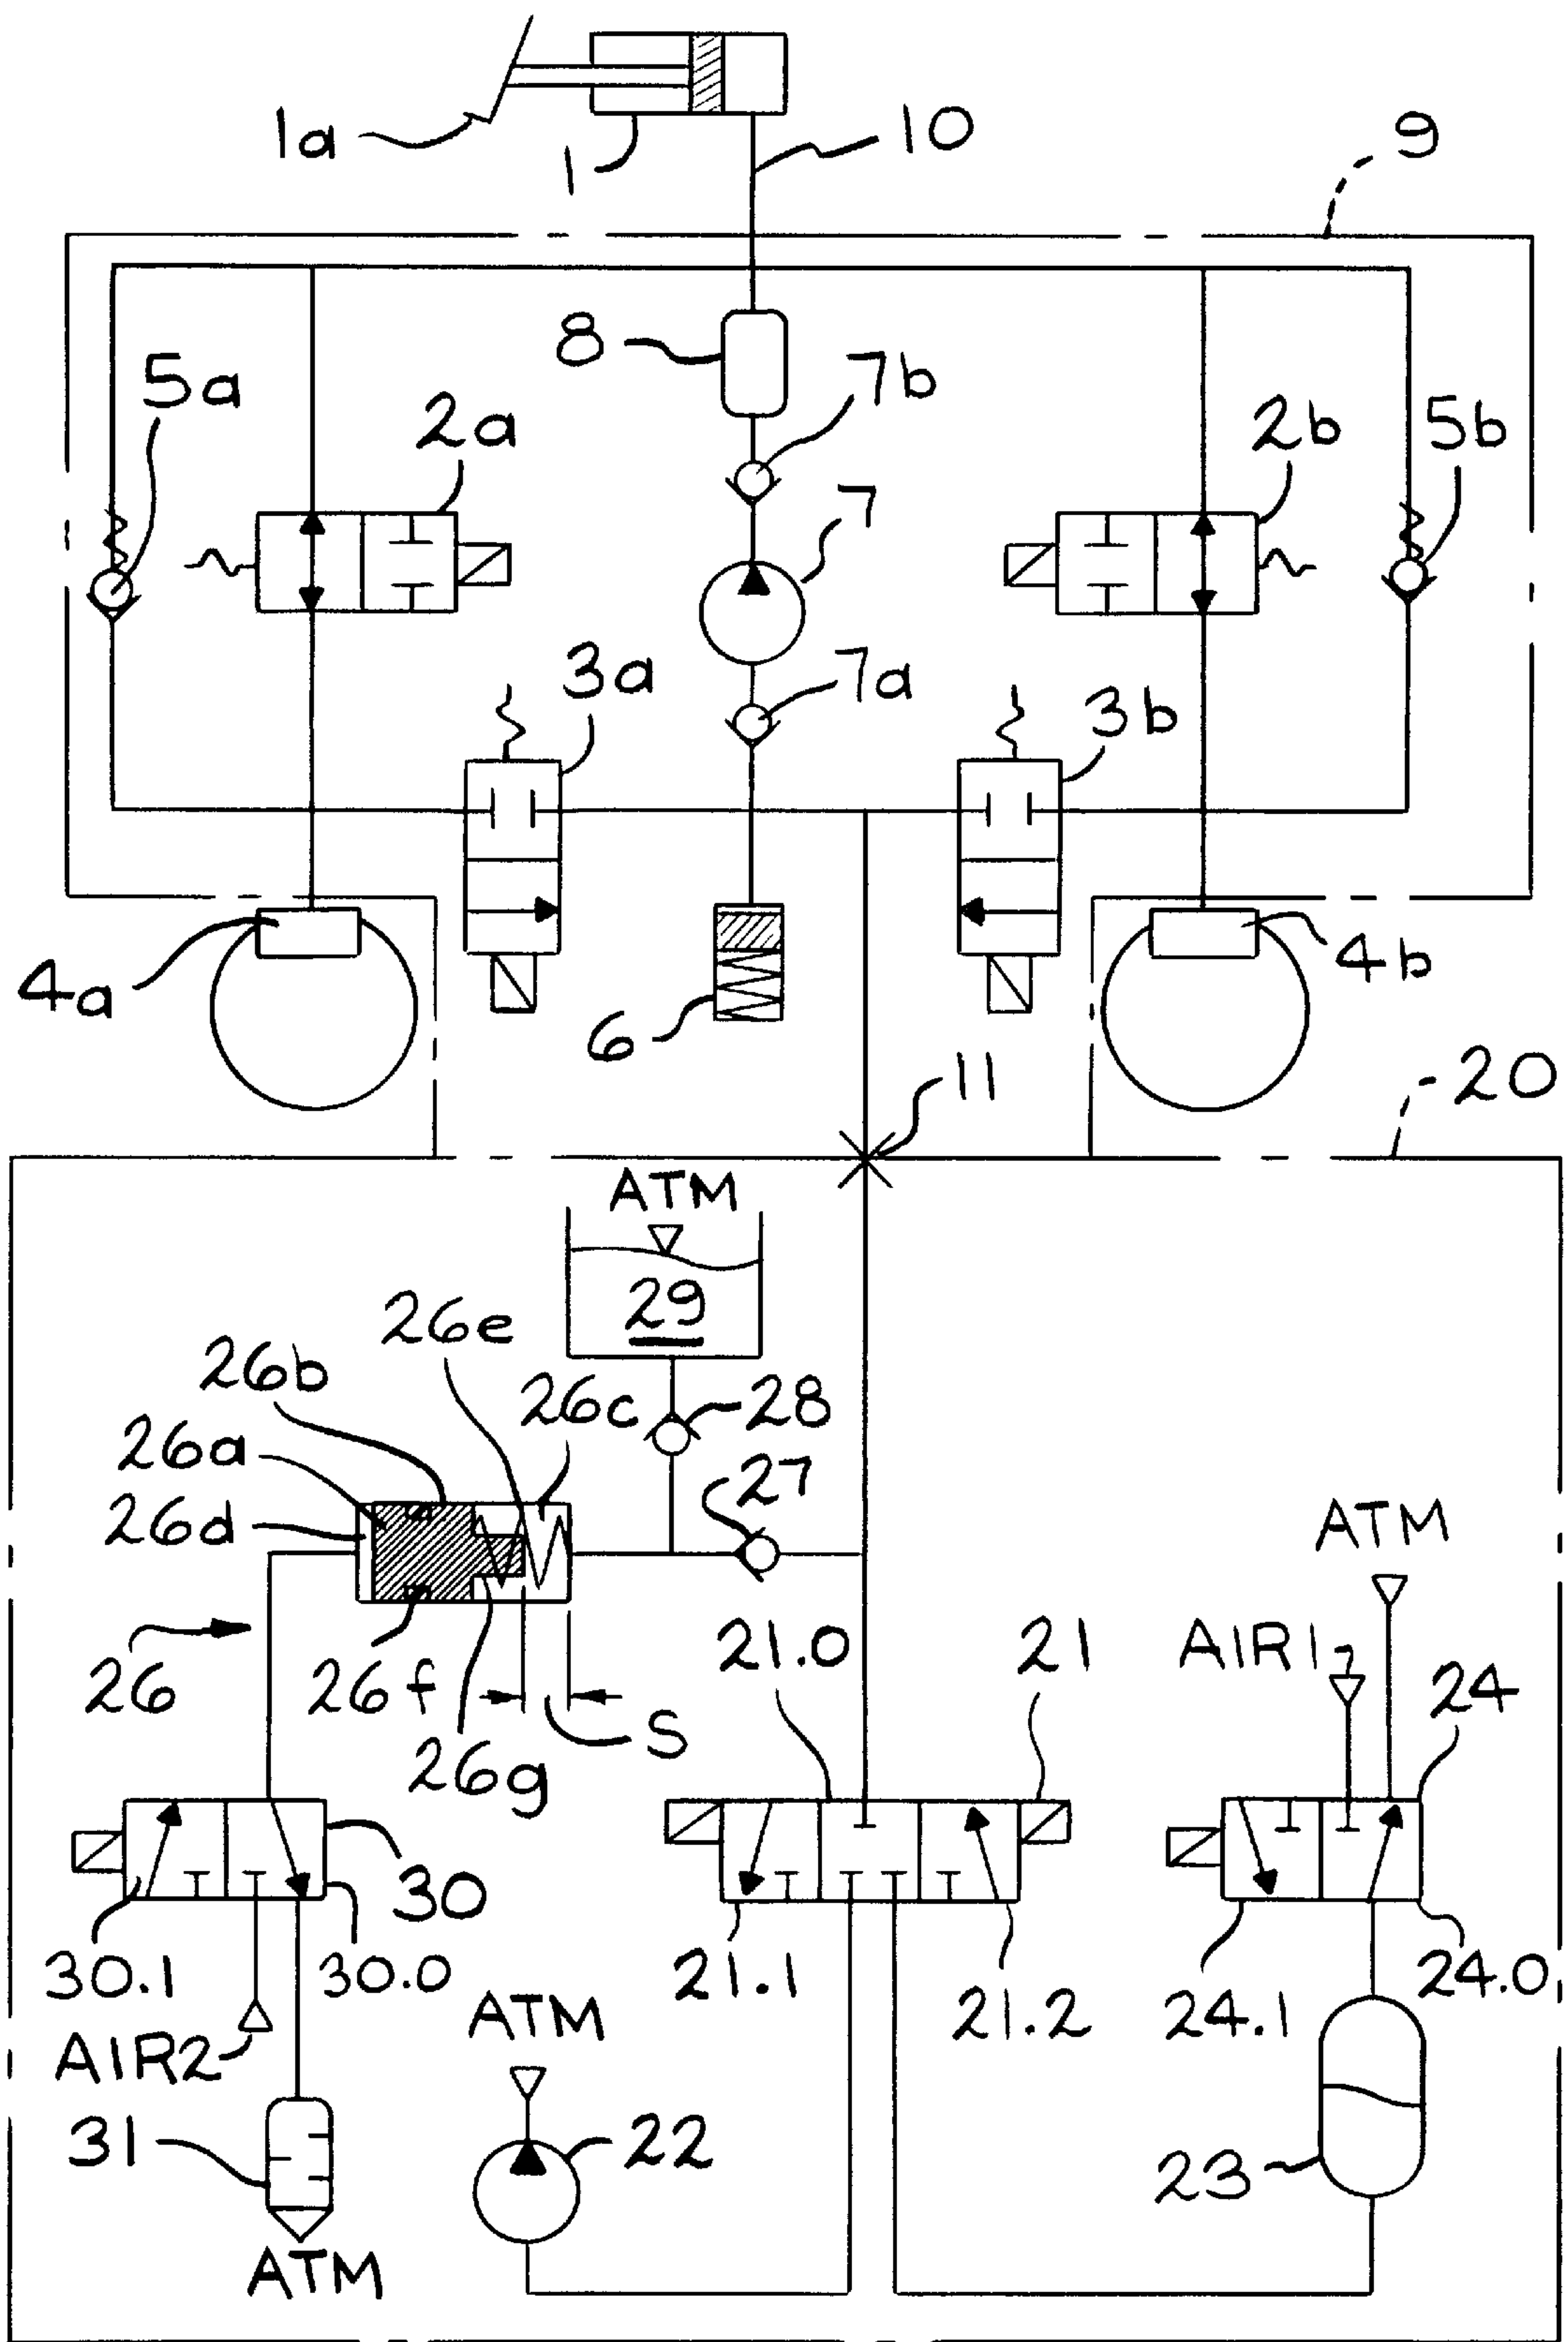 1a
1
10
9
8
7b
5a
2a
2b
5b
7
3a
7a
3b
4a
6
4b
11
20
ATM
29
26e
26b
26c
28
26a
27
26d
ATM
21.0
21
AIR1
26
26f
S
24
26g
30
30.1
30.0
21.1
21.2
24.1
24.0
ATM
AIR2
31
22
23
ATM